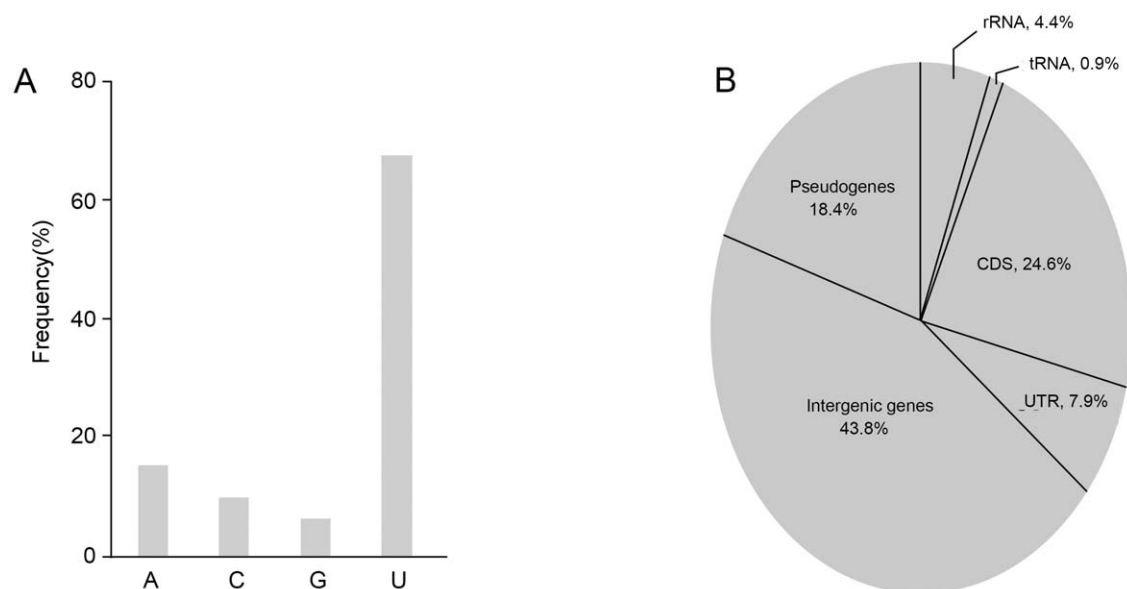 A
Frequency(%)
80
60
40
20
0
A
C
G
U
B
rRNA, 4.4%
tRNA, 0.9%
CDS, 24.6%
UTR, 7.9%
Intergenic genes
43.8%
Pseudogenes
18.4%